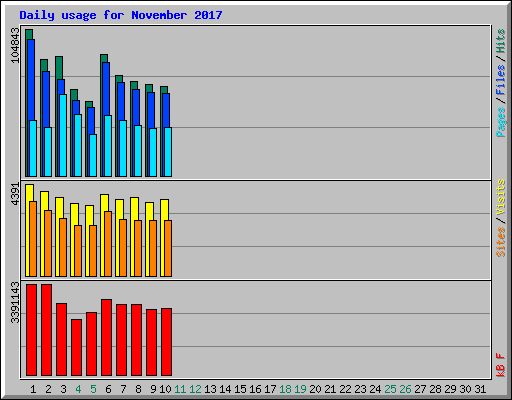 Daily usage for November 2017
104843
4391
3391143
Pages/Files/Hits
Sites/Visits
kB F
1 2 3 4 5 6 7 8 9 10 11 12 13 14 15 16 17 18 19 20 21 22 23 24 25 26 27 28 29 30 31